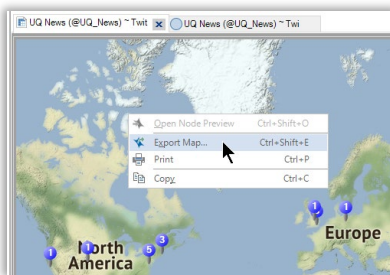 UQ News (@UQ_News) ~ Twit
UQ News (@UQ_News) ~ Twi
Open Node Preview Ctrl+Shift+O
Export Map... Ctrl+Shift+E
Print Ctrl+P
Copy Ctrl+C
1
1
Europe
1
1
5
3
North
America